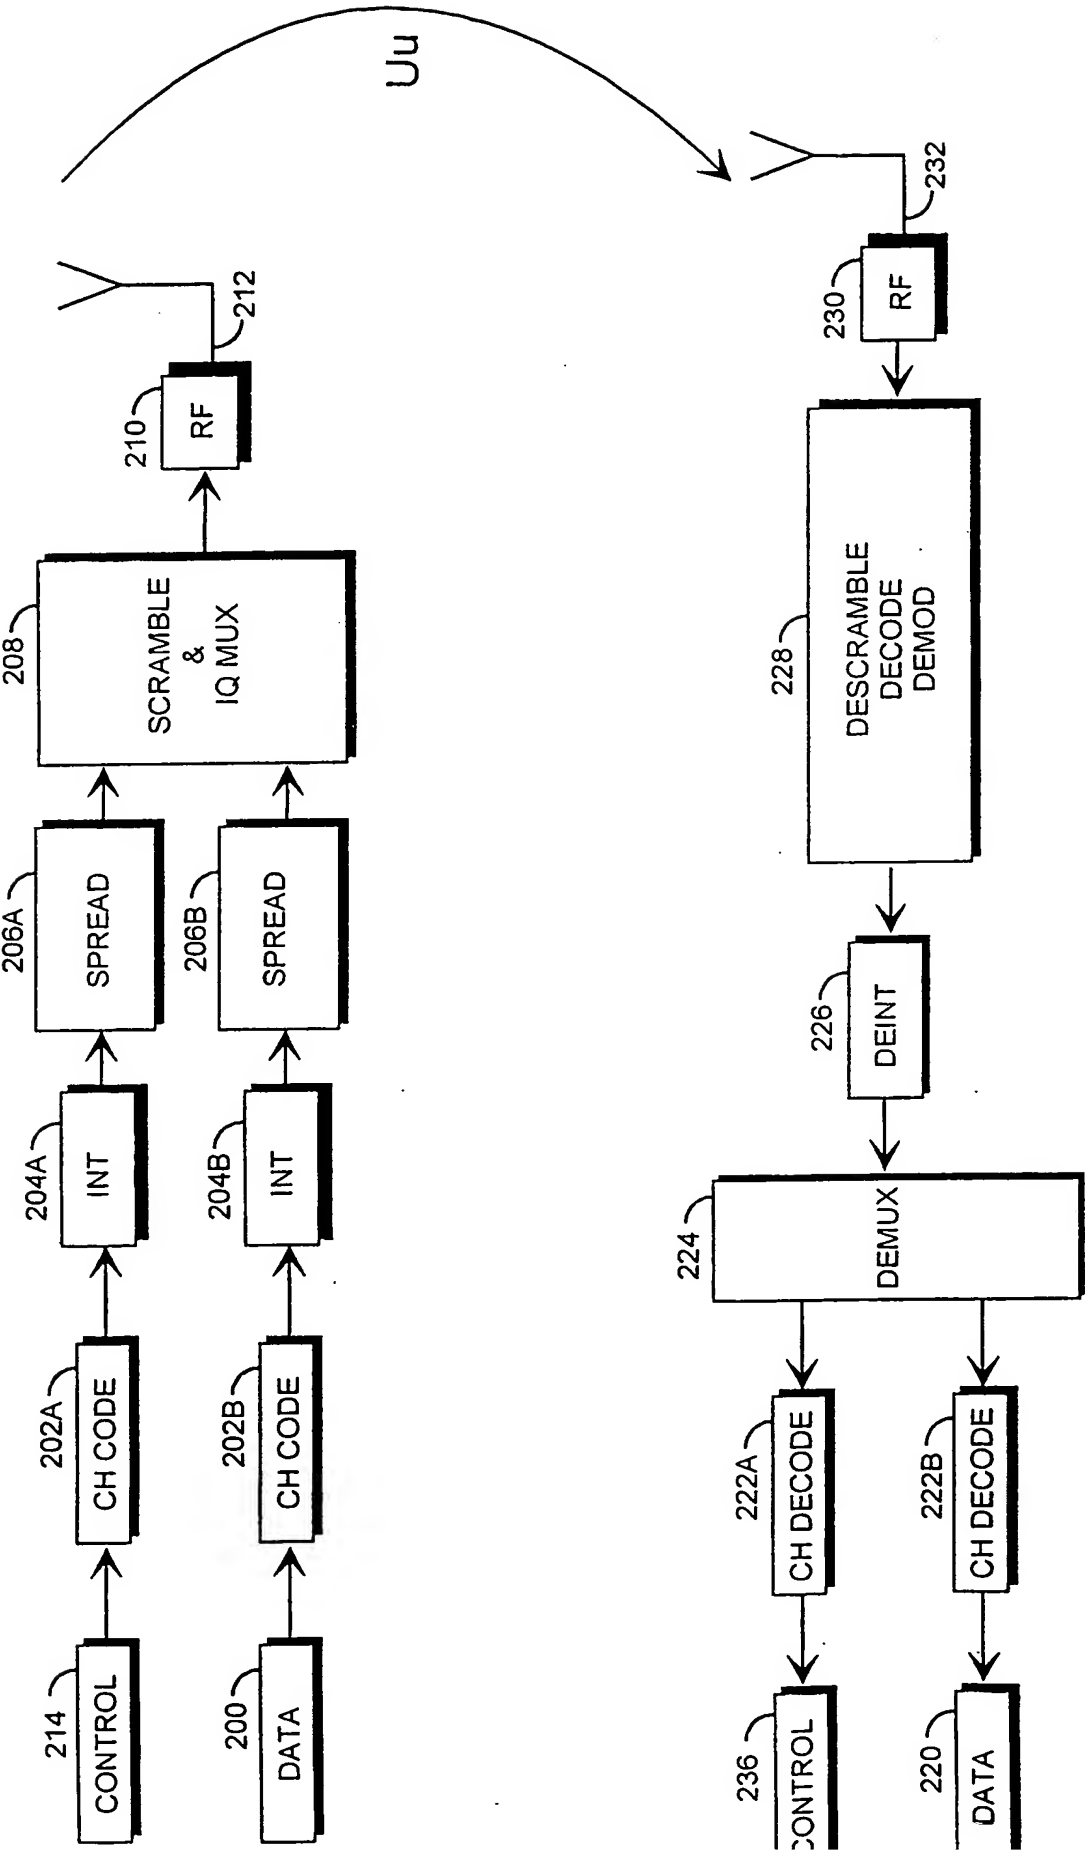 Uu
214
CONTROL
202A
CH CODE
204A
INT
206A
SPREAD
208
SCRAMBLE
&
IQ MUX
210
RF
212
200
DATA
202B
CH CODE
204B
INT
206B
SPREAD
236
CONTROL
222A
CH DECODE
224
DEMUX
226
DEINT
228
DESCRAMBLE
DECODE
DEMOD
230
RF
232
220
DATA
222B
CH DECODE